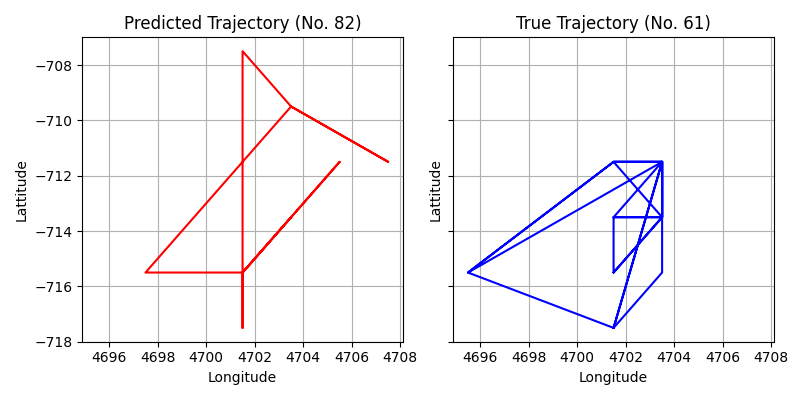 Predicted Trajectory (No. 82)
True Trajectory (No. 61)
−708
−710
−712
−714
−716
−718
Lattitude
Lattitude
4696 4698 4700 4702 4704 4706 4708
4696 4698 4700 4702 4704 4706 4708
Longitude
Longitude